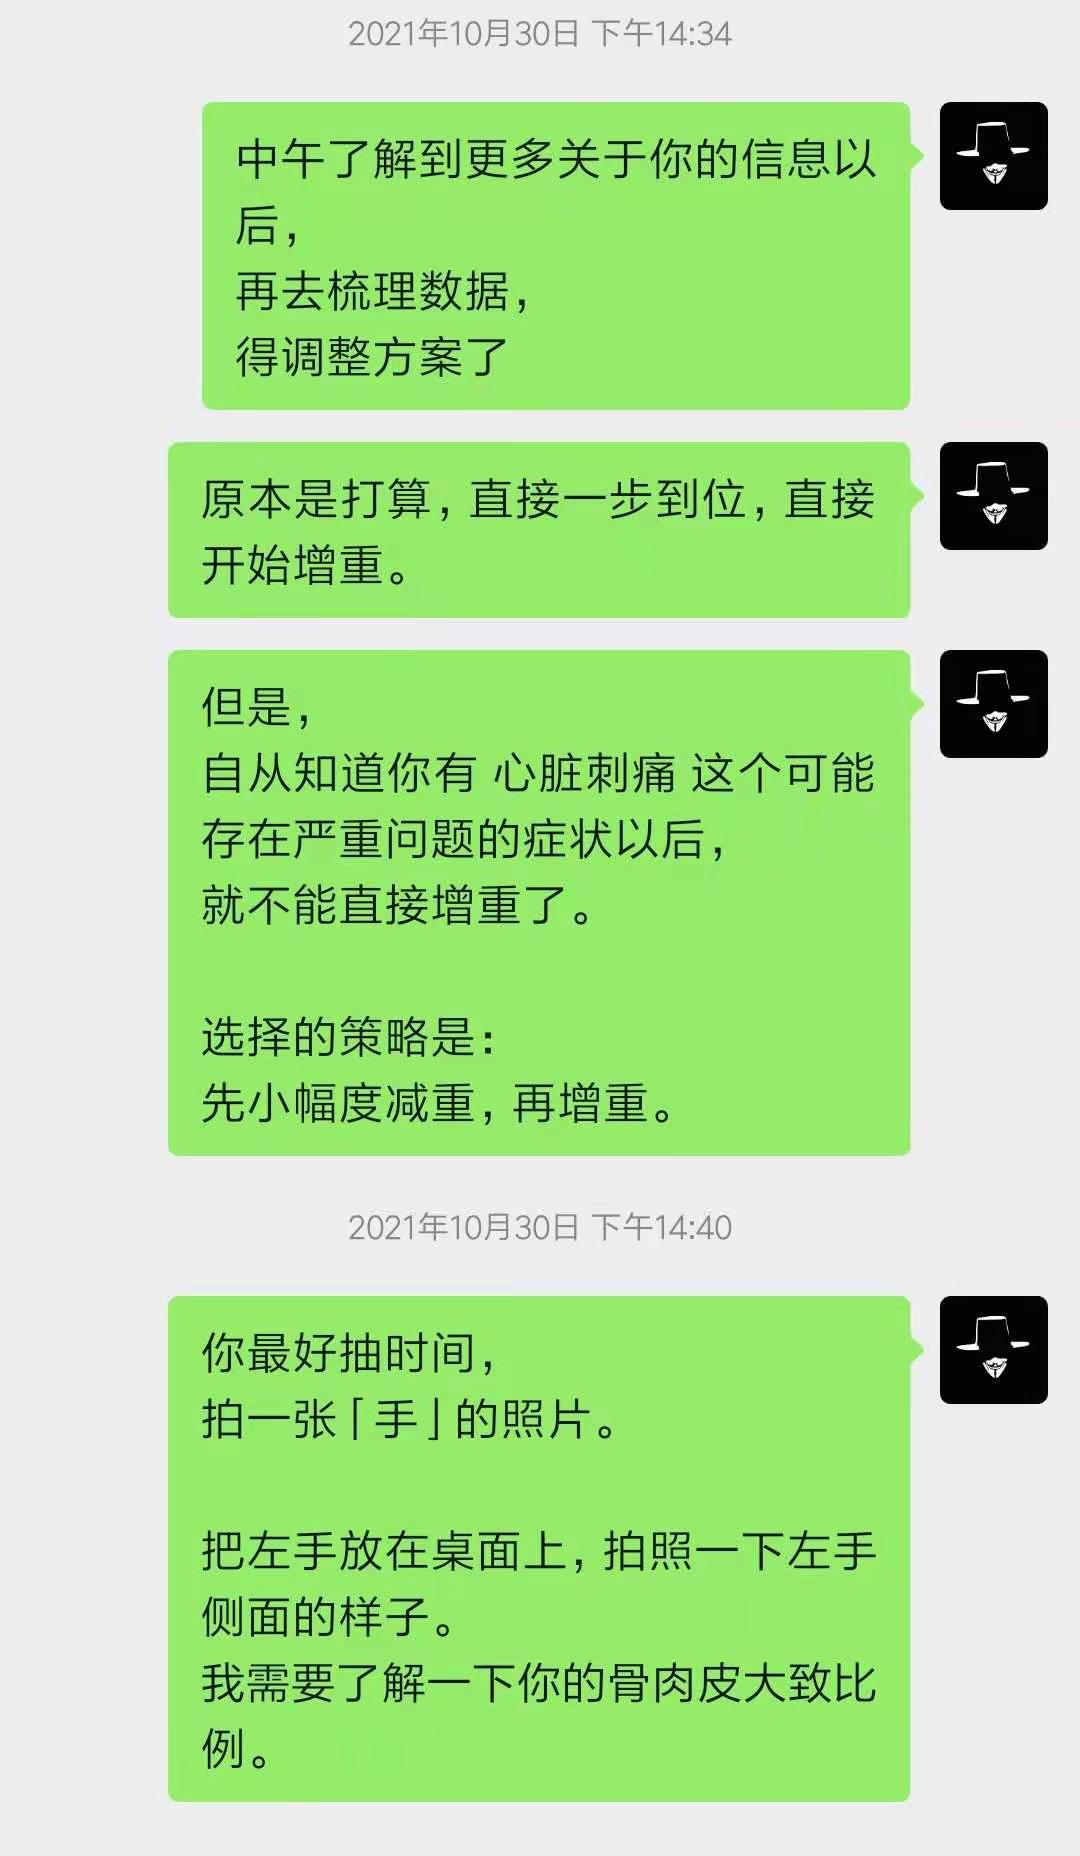 2021年10月30日 下午14:34
中午了解到更多关于你的信息以
后，
再去梳理数据，
得调整方案了
原本是打算，直接一步到位，直接
开始增重。
但是，
自从知道你有 心脏刺痛 这个可能
存在严重问题的症状以后，
就不能直接增重了。
选择的策略是：
先小幅度减重，再增重。
2021年10月30日 下午14:40
你最好抽时间，
拍一张「手」的照片。
把左手放在桌面上，拍照一下左手
侧面的样子。
我需要了解一下你的骨肉皮大致比
例。